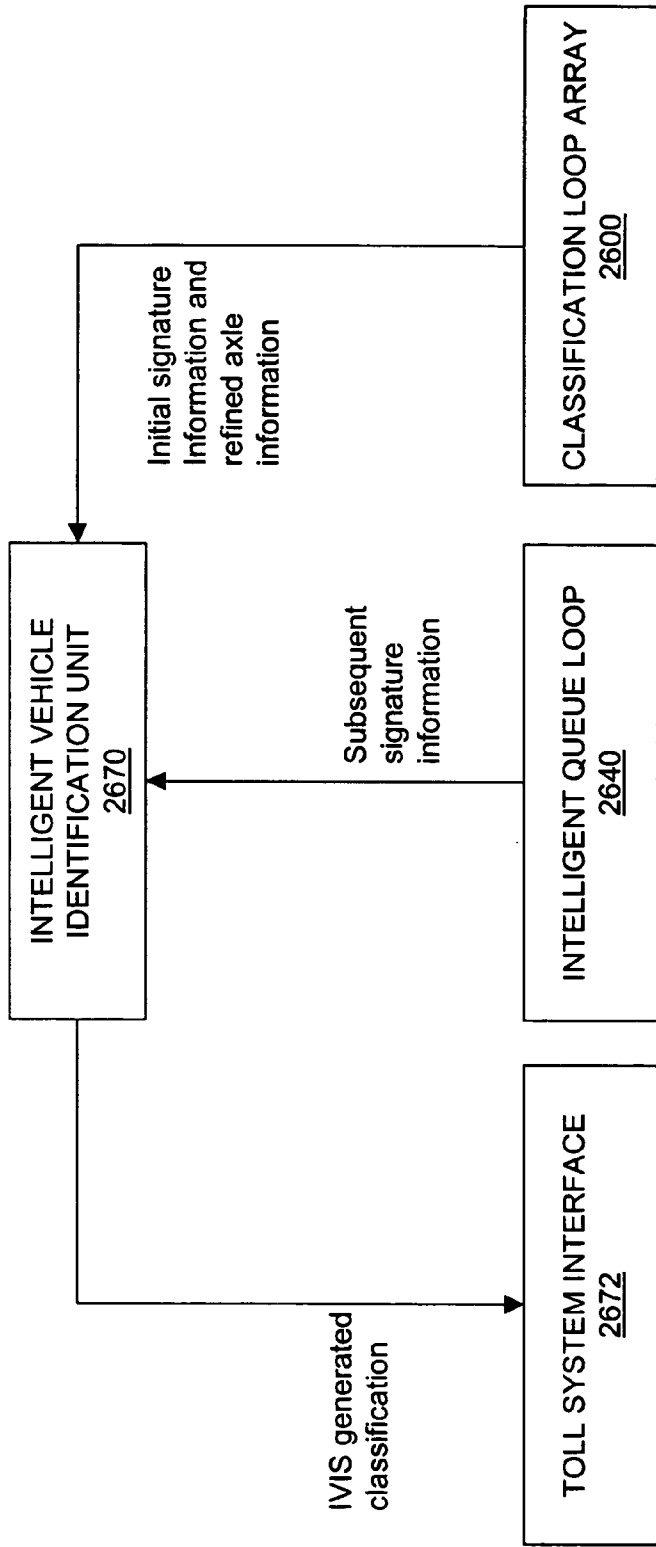 INTELLIGENT VEHICLE
IDENTIFICATION UNIT
2670
IVIS generated
classification
Subsequent
signature
information
Initial signature
Information and
refined axle
information
TOLL SYSTEM INTERFACE
2672
INTELLIGENT QUEUE LOOP
2640
CLASSIFICATION LOOP ARRAY
2600